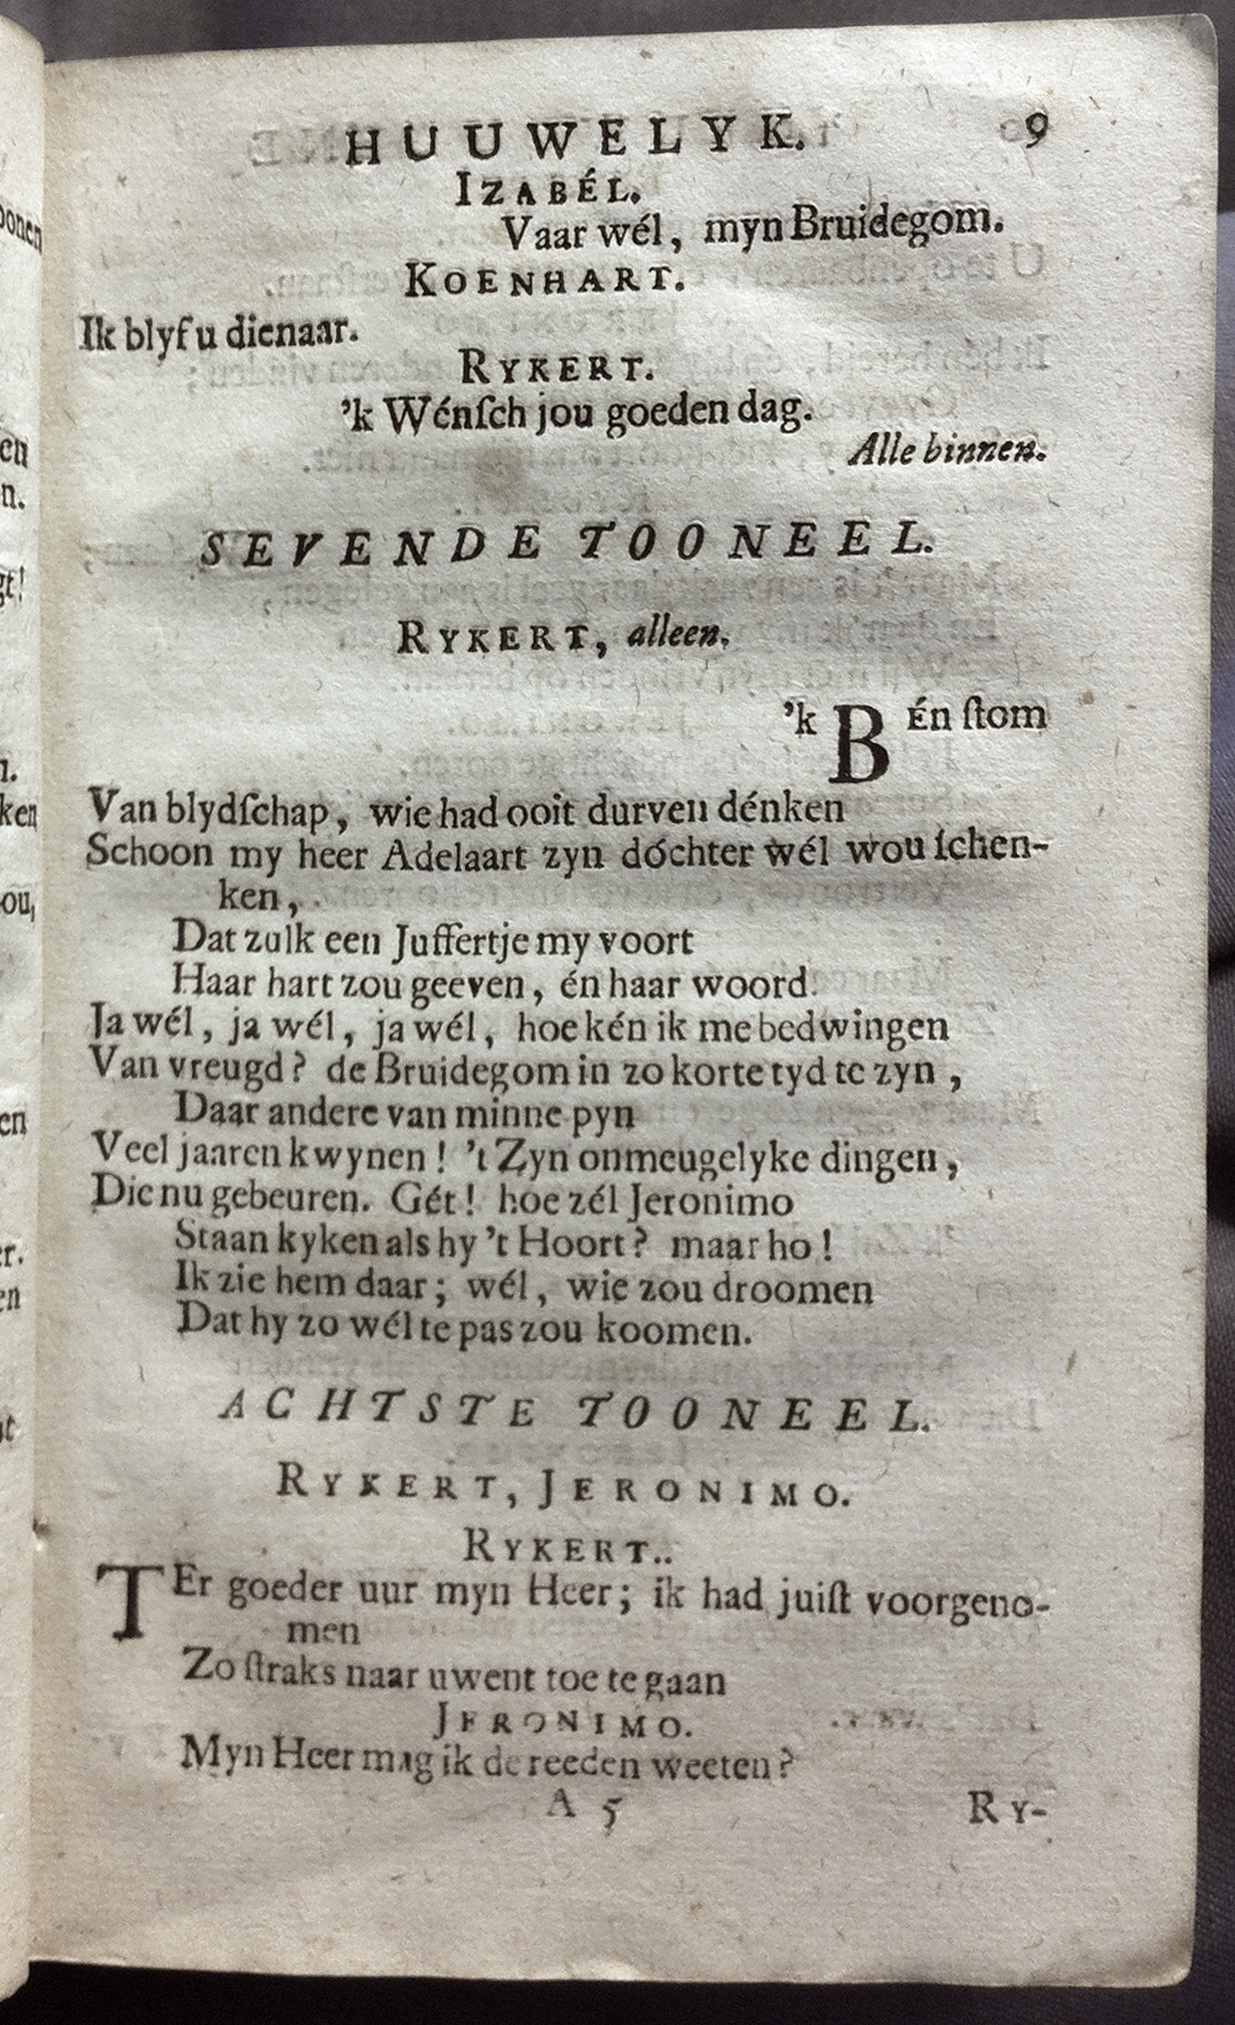 HUUWELYK. 9
IZABÉL.
Vaar wél, myn Bruidegom.
KOENHART.
Ik blyf u dienaar.
RYKERT.
'k Wénſch jou goeden dag.
Alle binnen.
SEVENDE TOONEEL.
RYKERT, alleen.
'k BÉn ſtom
Van blydſchap, wie had ooit durven dénken
Schoon my heer Adelaart zyn dóchter wél wou ſchen-
ken,
Dat zulk een Juffertje my voort
Haar hart zou geeven, én haar woord.
Ja wél, ja wél, ja wél, hoe kén ik me bedwingen
Van vreugd? de Bruidegom in zo korte tyd te zyn,
Daar andere van minne pyn
Veel jaaren kwynen! 't Zyn onmeugelyke dingen,
Die nu gebeuren. Gét! hoe zél Jeronimo
Staan kyken als hy 't Hoort? maar ho!
Ik zie hem daar; wél, wie zou droomen
Dat hy zo wél te pas zou koomen.
ACHTSTE TOONEEL.
RYKERT, JERONIMO.
RYKERT..
TEr goeder uur myn Heer; ik had juiſt voorgeno-
men
Zo ſtraks naar uwent toe te gaan
JERONIMO.
Myn Heer mag ik de reeden weeten?
A 5 RY-